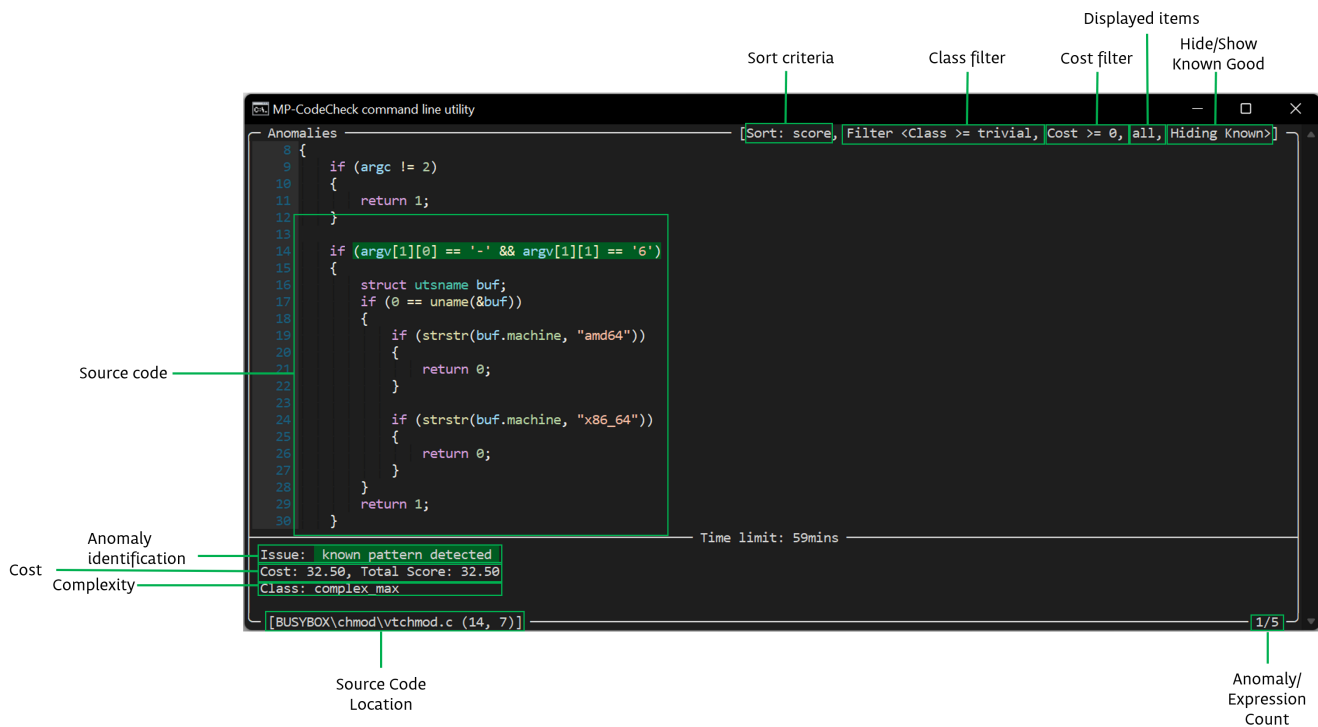 Displayed items
Sort criteria
Class filter
Cost filter
Hide/Show
Known Good
MP-CodeCheck command line utility
Anomalies [Sort: score, Filter <Class >= trivial, Cost >= 0, all, Hiding Known>]
8 {
9 if (argc != 2)
10 {
11 return 1;
12 }
13
14 if (argv[1][0] == '-' && argv[1][1] == '6')
15 {
16 struct utsname buf;
17 if (0 == uname(&buf))
18 {
19 if (strstr(buf.machine, "amd64"))
20 {
21 return 0;
22 }
23
24 if (strstr(buf.machine, "x86_64"))
25 {
26 return 0;
27 }
28 }
29 return 1;
30 }
Source code
Time limit: 59mins
Anomaly
identification
Issue: known pattern detected
Cost
Cost: 32.50, Total Score: 32.50
Complexity
Class: complex_max
[BUSYBOX\chmod\vtchmod.c (14, 7)] 1/5
Source Code
Location
Anomaly/
Expression
Count